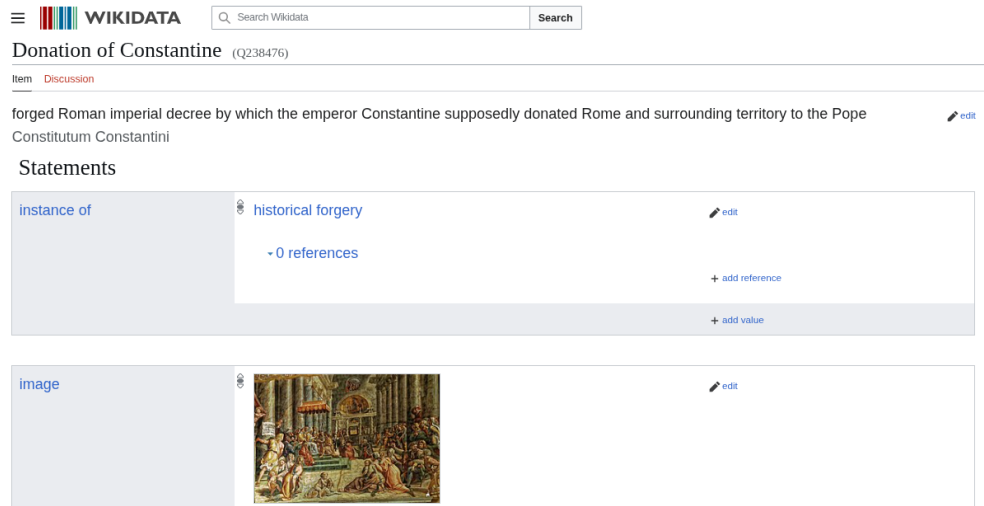 WIKIDATA
Search Wikidata
Search
Donation of Constantine (Q238476)
Item Discussion
forged Roman imperial decree by which the emperor Constantine supposedly donated Rome and surrounding territory to the Pope
edit
Constitutum Constantini
Statements
instance of
historical forgery
edit
0 references
+ add reference
+ add value
image
edit